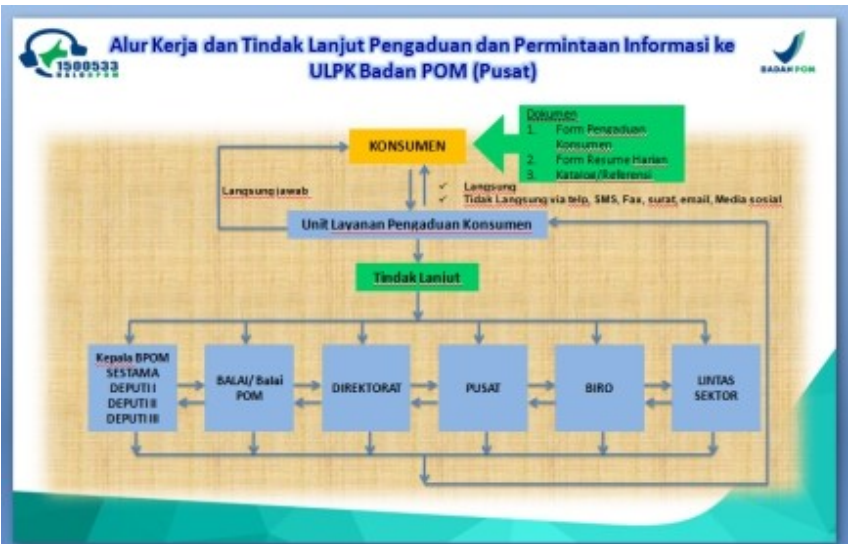 Alur Kerja dan Tindak Lanjut Pengaduan dan Permintaan Informasi ke
ULPK Badan POM (Pusat)
1500533
HALOBPOM
BADAN POM
KONSUMEN
Dokumen
1. Form Pengaduan
Konsumen
2. Form Resume Harian
3. Katalog/Referensi
Langsung jawab
✓ Langsung
✓ Tidak Langsung via telp, SMS, Fax, surat, email, Media sosial
Unit Layanan Pengaduan Konsumen
Tindak Lanjut
Kepala BPOM
SESTAMA
DEPUTI I
DEPUTI II
DEPUTI III
BALAI/ Balai
POM
DIREKTORAT
PUSAT
BIRO
LINTAS
SEKTOR